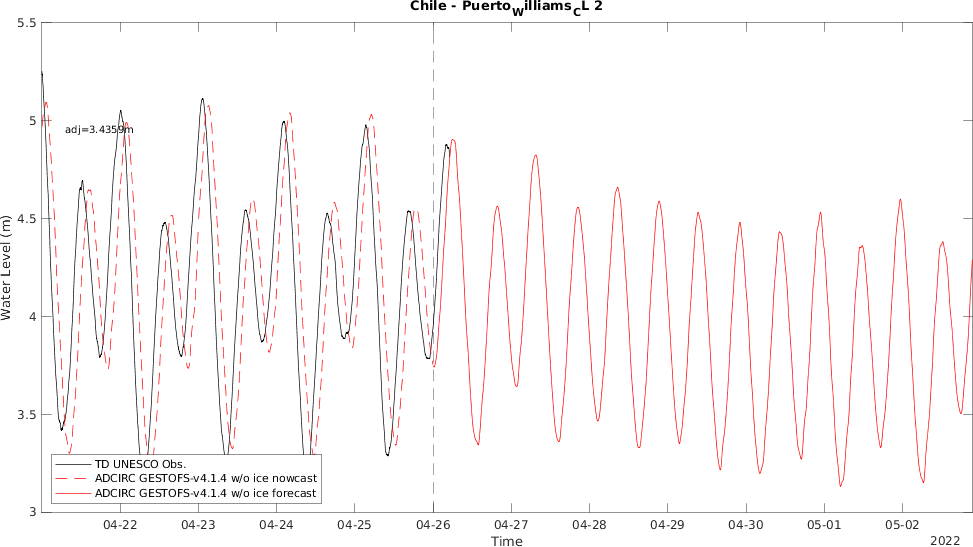 Chile - PuertoWilliamsCL 2
5.5
5
4.5
4
3.5
3
Water Level (m)
adj=3.4359m
TD UNESCO Obs.
ADCIRC GESTOFS-v4.1.4 w/o ice nowcast
ADCIRC GESTOFS-v4.1.4 w/o ice forecast
04-22 04-23 04-24 04-25 04-26 04-27 04-28 04-29 04-30 05-01 05-02
Time
2022